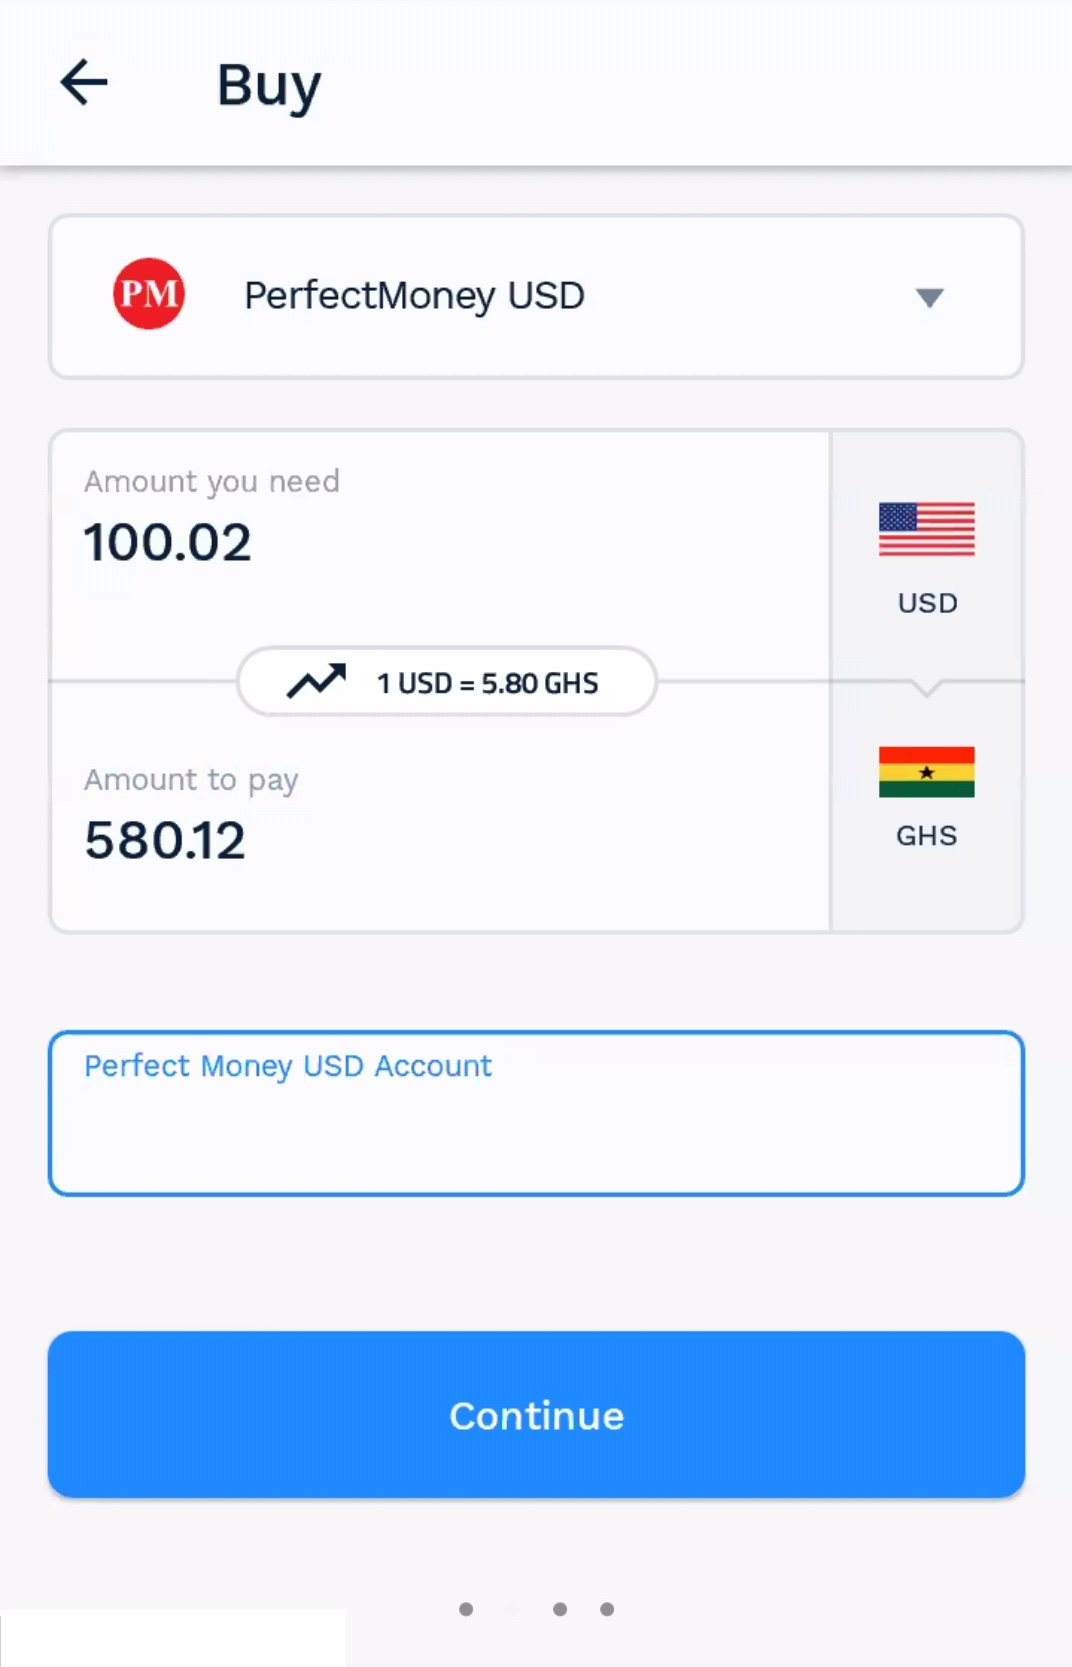 Buy
PM PerfectMoney USD
Amount you need
100.02
USD
1 USD = 5.80 GHS
Amount to pay
580.12
GHS
Perfect Money USD Account
Continue